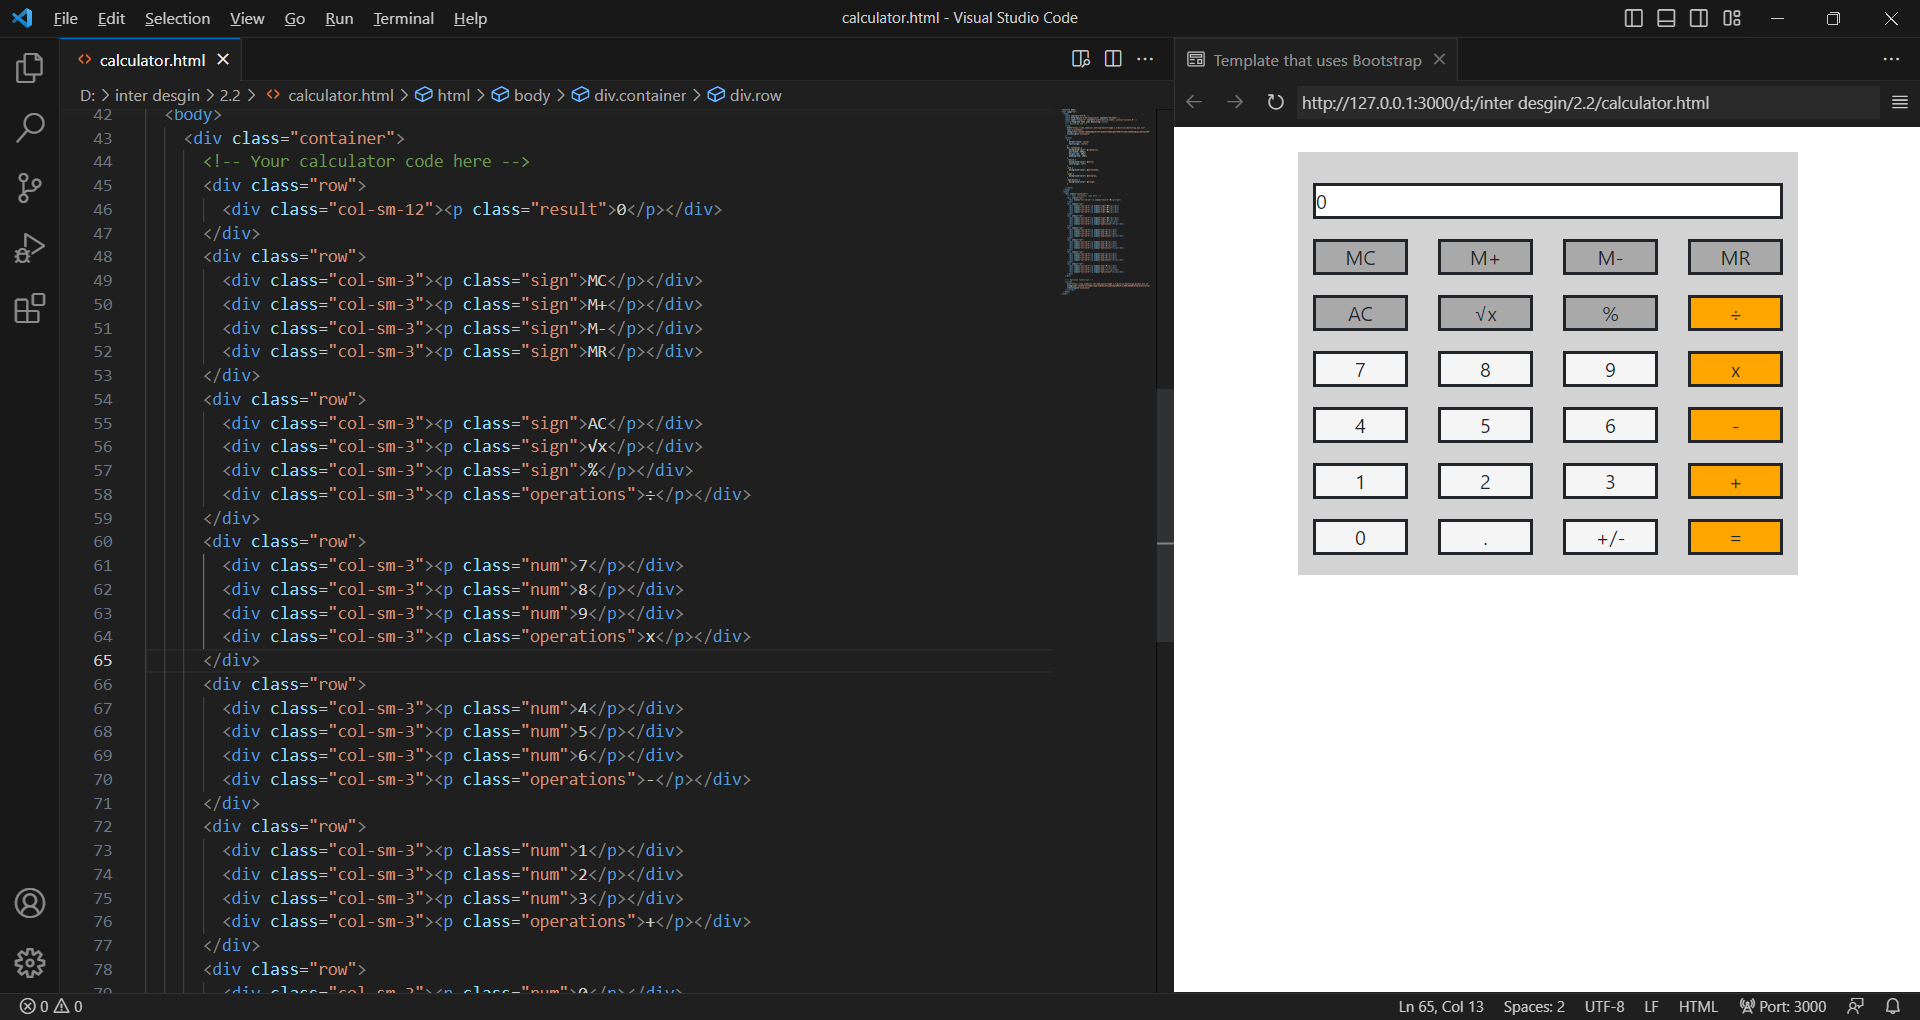 File Edit Selection View Go Run Terminal Help
calculator.html - Visual Studio Code
calculator.html
D: > inter desgin > 2.2 > calculator.html > html > body > div.container > div.row
42 <body>
43 <div class="container">
44 <!-- Your calculator code here -->
45 <div class="row">
46 <div class="col-sm-12"><p class="result">0</p></div>
47 </div>
48 <div class="row">
49 <div class="col-sm-3"><p class="sign">MC</p></div>
50 <div class="col-sm-3"><p class="sign">M+</p></div>
51 <div class="col-sm-3"><p class="sign">M-</p></div>
52 <div class="col-sm-3"><p class="sign">MR</p></div>
53 </div>
54 <div class="row">
55 <div class="col-sm-3"><p class="sign">AC</p></div>
56 <div class="col-sm-3"><p class="sign">√x</p></div>
57 <div class="col-sm-3"><p class="sign">%</p></div>
58 <div class="col-sm-3"><p class="operations">÷</p></div>
59 </div>
60 <div class="row">
61 <div class="col-sm-3"><p class="num">7</p></div>
62 <div class="col-sm-3"><p class="num">8</p></div>
63 <div class="col-sm-3"><p class="num">9</p></div>
64 <div class="col-sm-3"><p class="operations">x</p></div>
65 </div>
66 <div class="row">
67 <div class="col-sm-3"><p class="num">4</p></div>
68 <div class="col-sm-3"><p class="num">5</p></div>
69 <div class="col-sm-3"><p class="num">6</p></div>
70 <div class="col-sm-3"><p class="operations">-</p></div>
71 </div>
72 <div class="row">
73 <div class="col-sm-3"><p class="num">1</p></div>
74 <div class="col-sm-3"><p class="num">2</p></div>
75 <div class="col-sm-3"><p class="num">3</p></div>
76 <div class="col-sm-3"><p class="operations">+</p></div>
77 </div>
78 <div class="row">
79 <div class="col-sm-3"><p class="num">0</p></div>
Template that uses Bootstrap
http://127.0.0.1:3000/d:/inter desgin/2.2/calculator.html
0
MC M+ M- MR
AC √x % ÷
7 8 9 x
4 5 6 -
1 2 3 +
0 . +/- =
0 0
Ln 65, Col 13 Spaces: 2 UTF-8 LF HTML Port: 3000